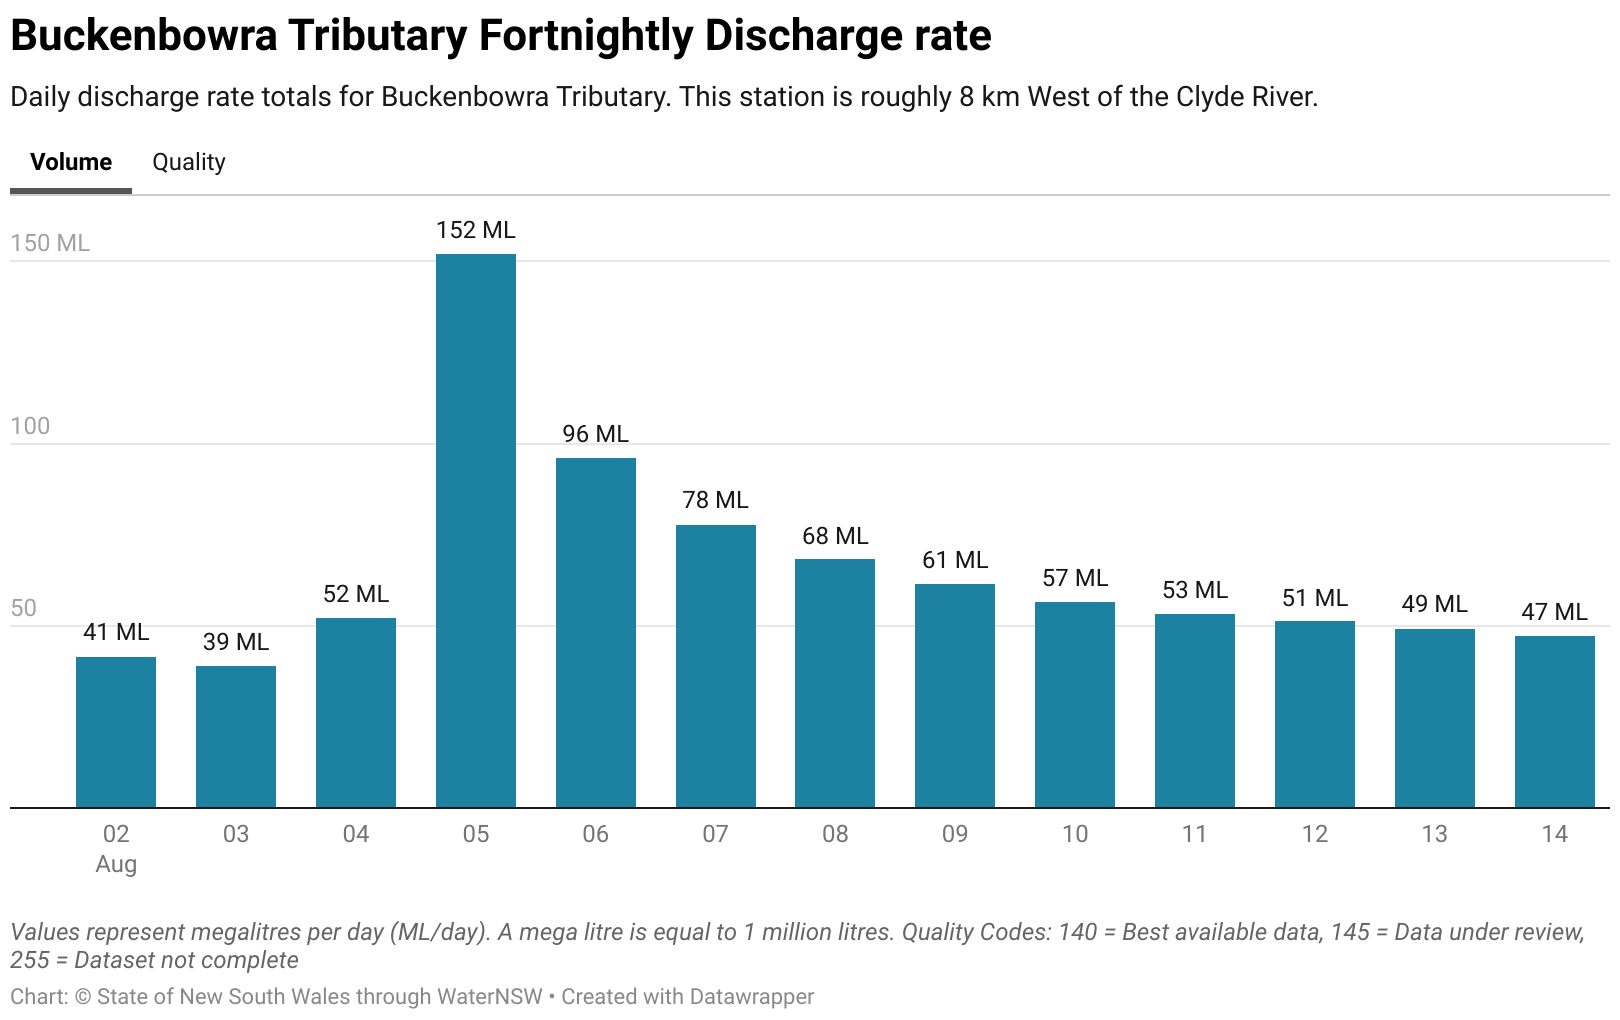 Buckenbowra Tributary Fortnightly Discharge rate
Daily discharge rate totals for Buckenbowra Tributary. This station is roughly 8 km West of the Clyde River.
Volume Quality
152 ML
150 ML
100
96 ML
78 ML
68 ML
61 ML
57 ML
53 ML
52 ML
51 ML
49 ML
47 ML
50
41 ML
39 ML
02 03 04 05 06 07 08 09 10 11 12 13 14
Aug
Values represent megalitres per day (ML/day). A mega litre is equal to 1 million litres. Quality Codes: 140 = Best available data, 145 = Data under review,
255 = Dataset not complete
Chart: © State of New South Wales through WaterNSW • Created with Datawrapper